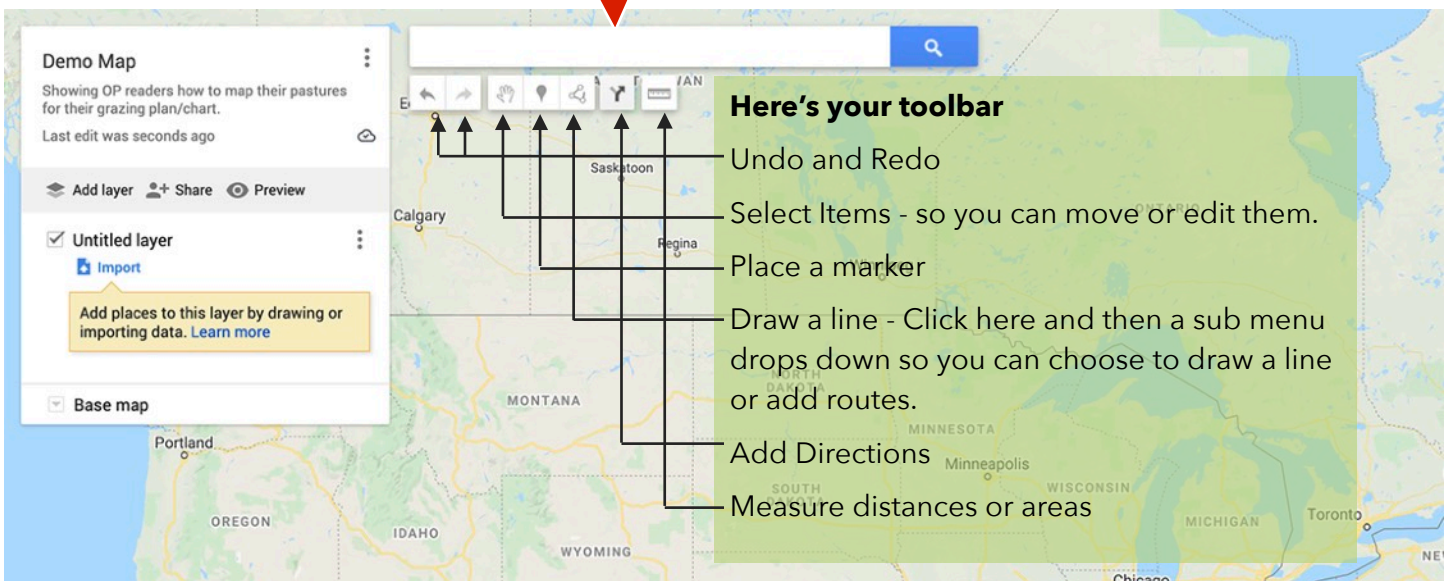 Demo Map
Showing OP readers how to map their pastures
for their grazing plan/chart.
Last edit was seconds ago
Add layer Share Preview
Untitled layer
Import
Add places to this layer by drawing or
importing data. Learn more
Base map
Here's your toolbar
Undo and Redo
Select Items - so you can move or edit them.
Place a marker
Draw a line - Click here and then a sub menu
drops down so you can choose to draw a line
or add routes.
Add Directions
Measure distances or areas
Saskatoon
Calgary
Regina
ONTARIO
NORTH
DAKOTA
MONTANA
MINNESOTA
Minneapolis
Portland
SOUTH
WISCONSIN
MICHIGAN
Toronto
OREGON
IDAHO
WYOMING
Chicago